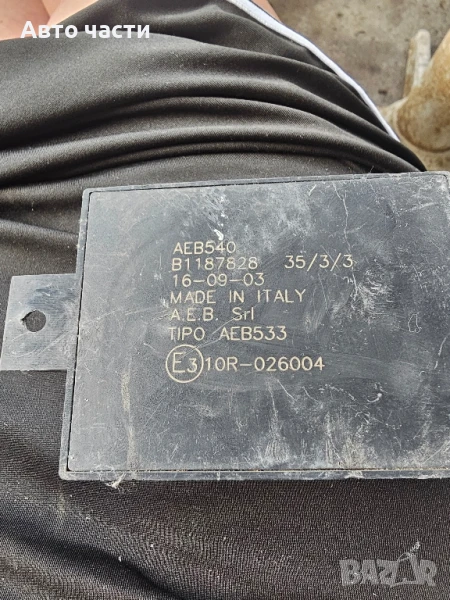 Авто части
AEB540
B1187828 35/3/3
16-09-03
MADE IN ITALY
A.E.B. Srl
TIPO AEB533
E3 10R-026004
BAZAR